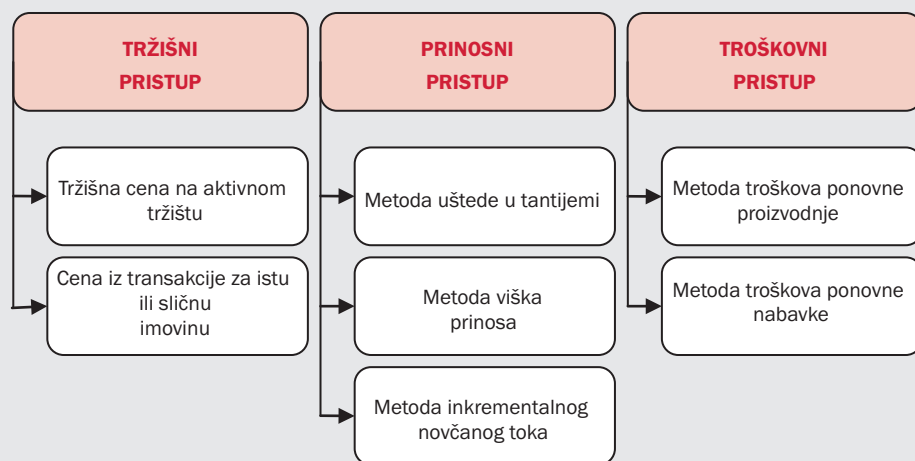 TRŽIŠNI
PRISTUP
Tržišna cena na aktivnom
tržištu
Cena iz transakcije za istu
ili sličnu
imovinu
PRINOSNI
PRISTUP
Metoda uštede u tantijemi
Metoda viška
prinosa
Metoda inkrementalnog
novčanog toka
TROŠKOVNI
PRISTUP
Metoda troškova ponovne
proizvodnje
Metoda troškova ponovne
nabavke